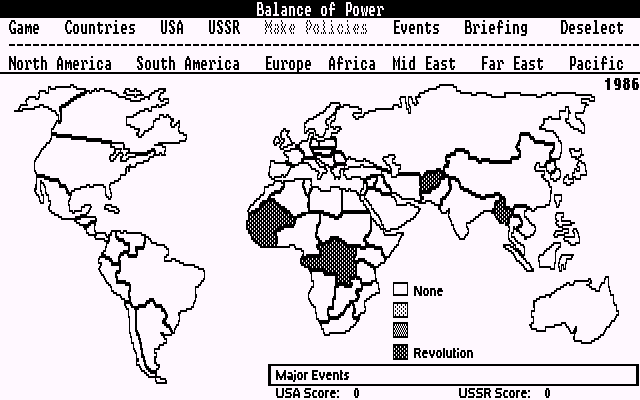 Balance of Power
Game Countries USA USSR Make Policies Events Briefing Deselect
North America South America Europe Africa Mid East Far East Pacific
1986
None
Revolution
Major Events
USA Score: 0 USSR Score: 0